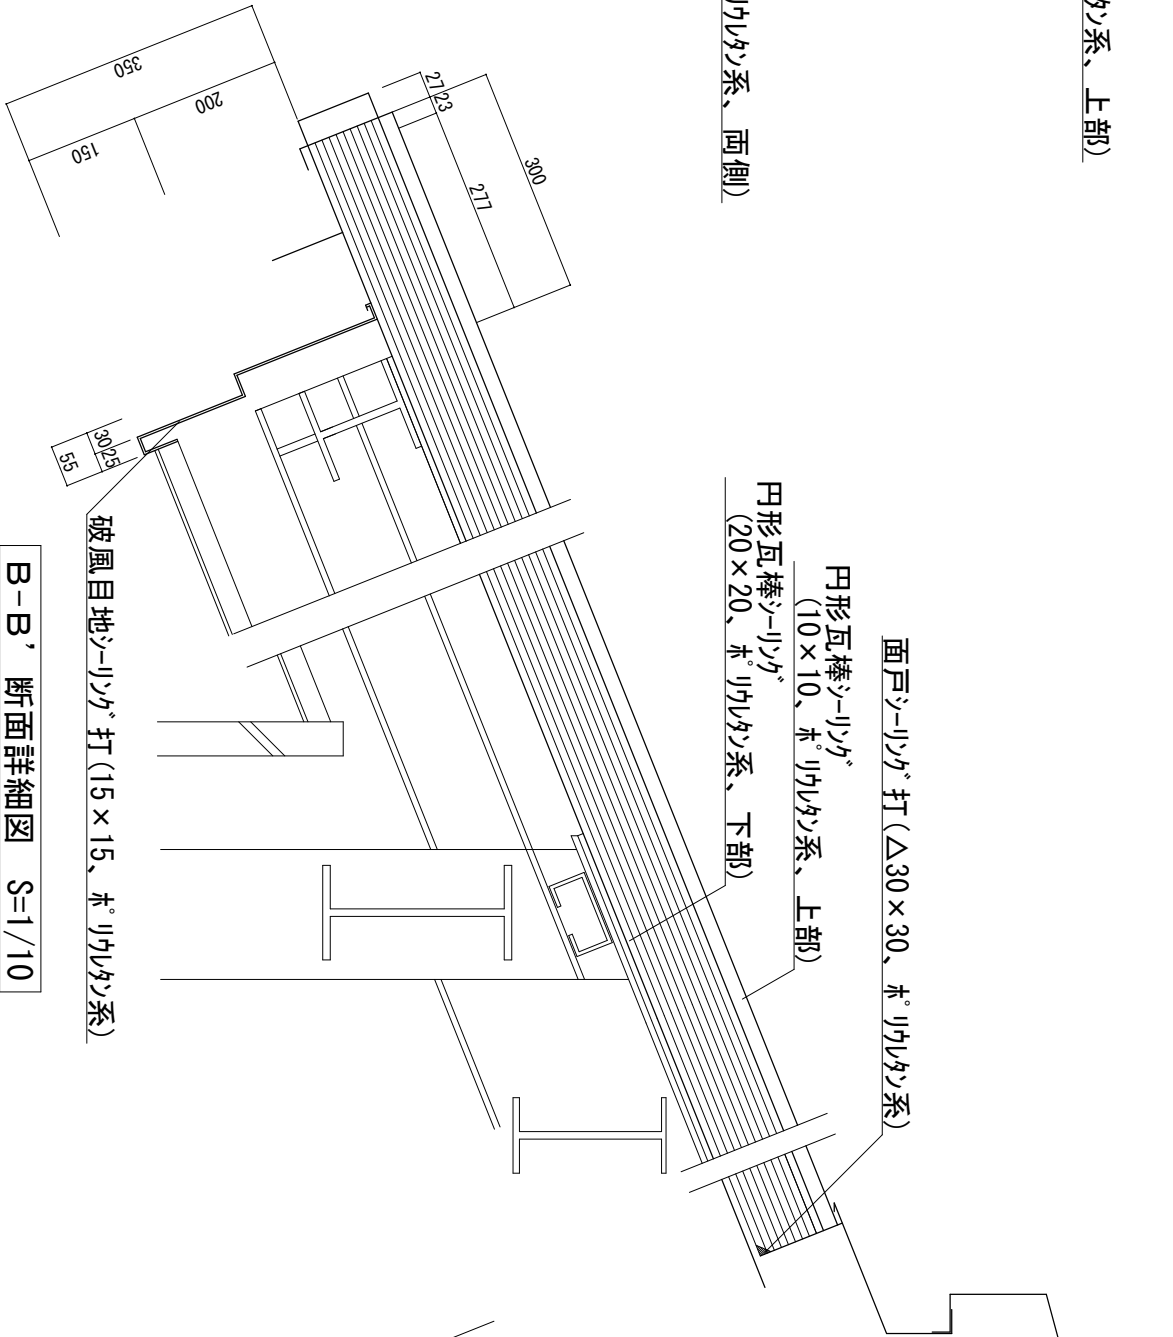 タン系、上部)
リウレタン系、両側)
面戸シーリング打(△30×30、ポリウレタン系)
円形瓦棒シーリング
(10×10、ポリウレタン系、上部)
円形瓦棒シーリング
(20×20、ポリウレタン系、下部)
破風目地シーリング打(15×15、ポリウレタン系)
B-B’ 断面詳細図 S=1/10
350
200
150
27
23
300
277
30
25
55